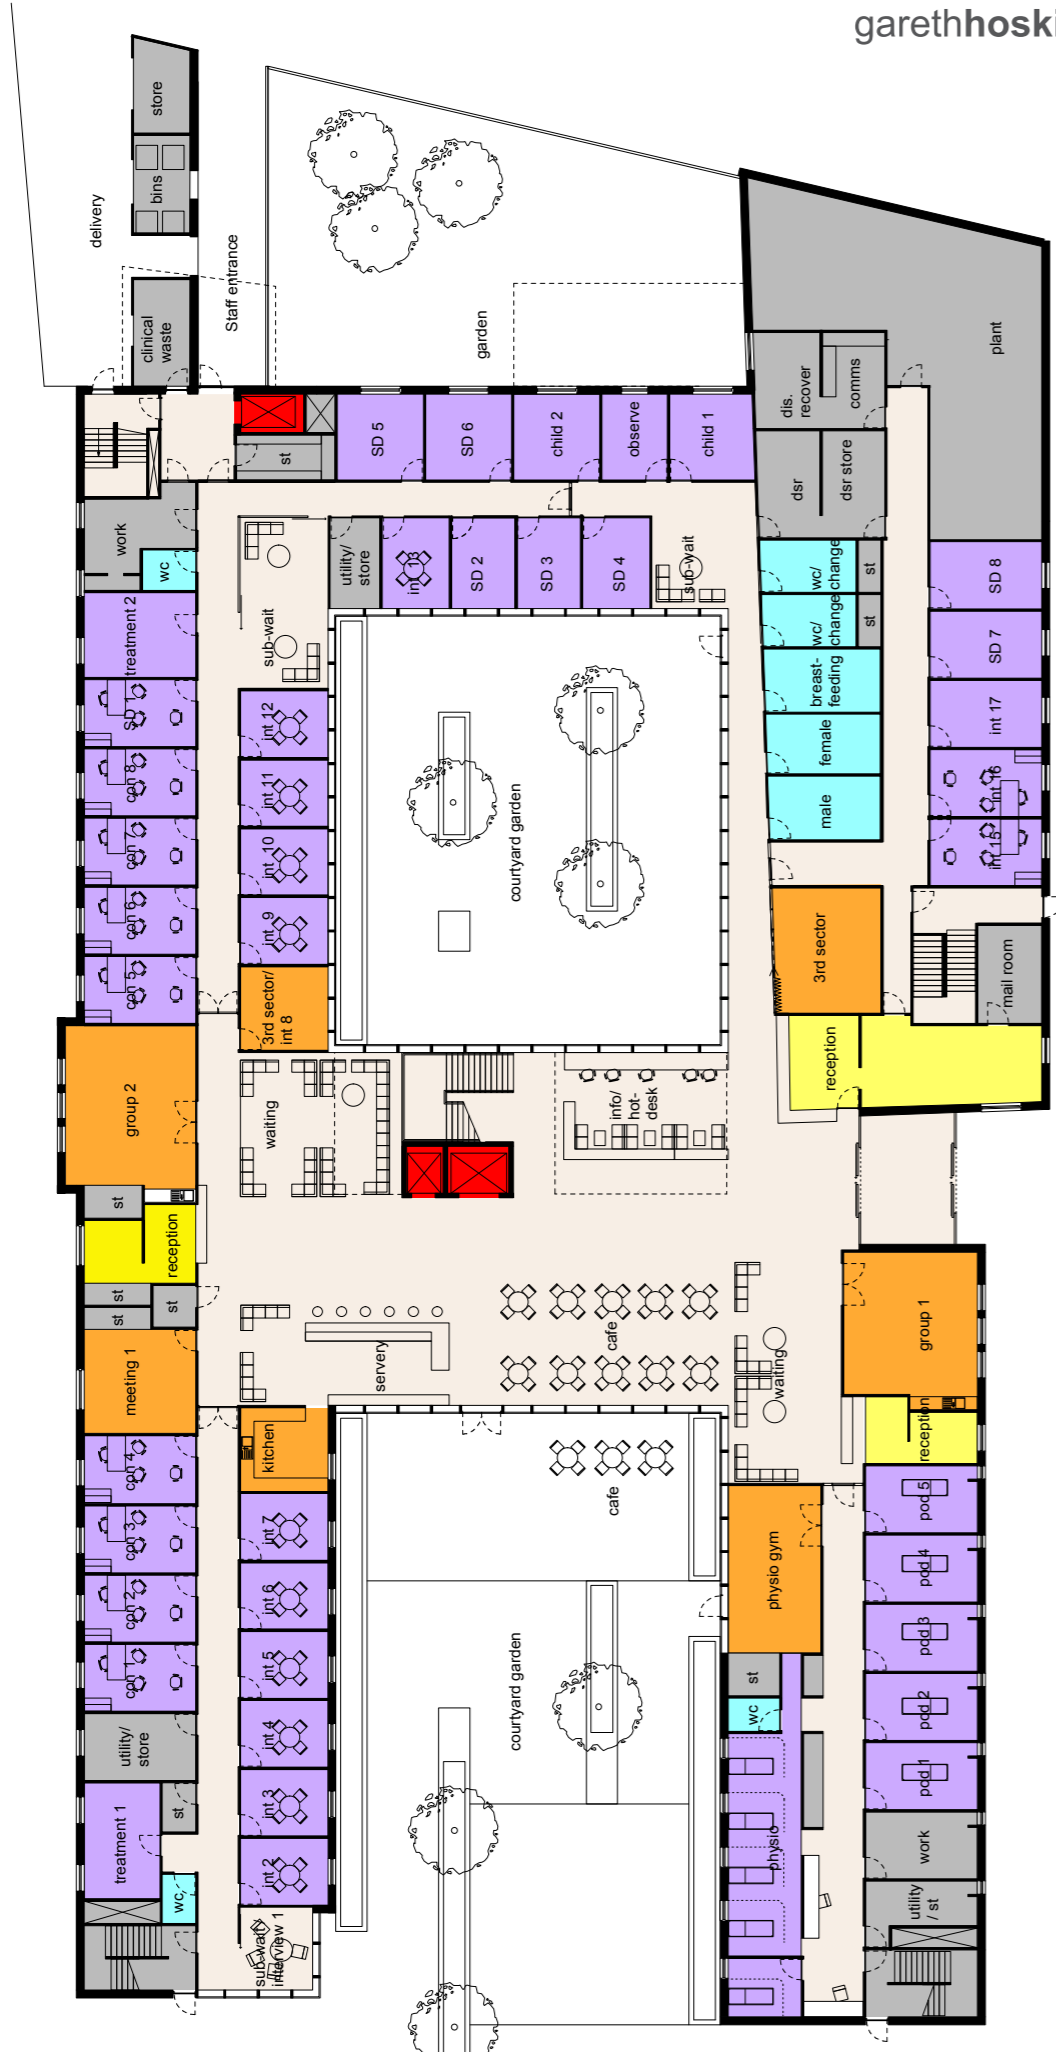 garethhoski
store
bins
delivery
Staff entrance
clinical
waste
garden
plant
dis.
recover
comms
st
SD 5
SD 6
child 2
observe
child 1
dsr
dsr store
work
wc
utility/
store
int 13
SD 2
SD 3
SD 4
sub-wait
wc/
change
st
SD 8
treatment 2
sub-wait
wc/
change
st
SD 7
SD 1
breast-
feeding
int 17
con 8
int 12
female
int 16
con 7
int 11
courtyard garden
male
int 15
con 6
int 10
con 5
int 9
3rd sector/
int 8
3rd sector
mail room
group 2
waiting
info/
hot-
desk
reception
st
reception
st
st
st
meeting 1
servery
cafe
waiting
group 1
reception
con 4
kitchen
cafe
pod 5
con 3
int 7
physio gym
pod 4
con 2
int 6
pod 3
con 1
int 5
courtyard garden
st
wc
pod 2
utility/
store
int 4
pod 1
treatment 1
st
int 3
physio
work
wc
int 2
utility
/ st
sub-wait/
interview 1